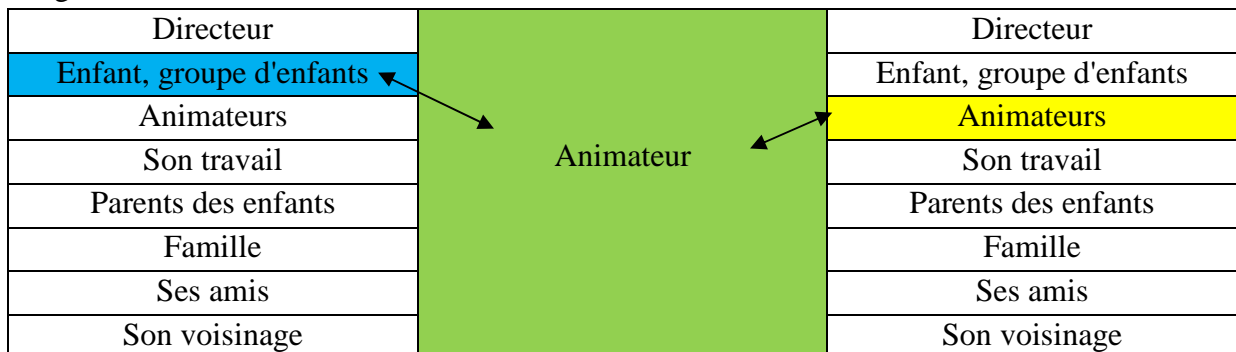 Directeur Directeur
Enfant, groupe d'enfants Enfant, groupe d'enfants
Animateurs Animateurs
Son travail Animateur Son travail
Parents des enfants Parents des enfants
Famille Famille
Ses amis Ses amis
Son voisinage Son voisinage